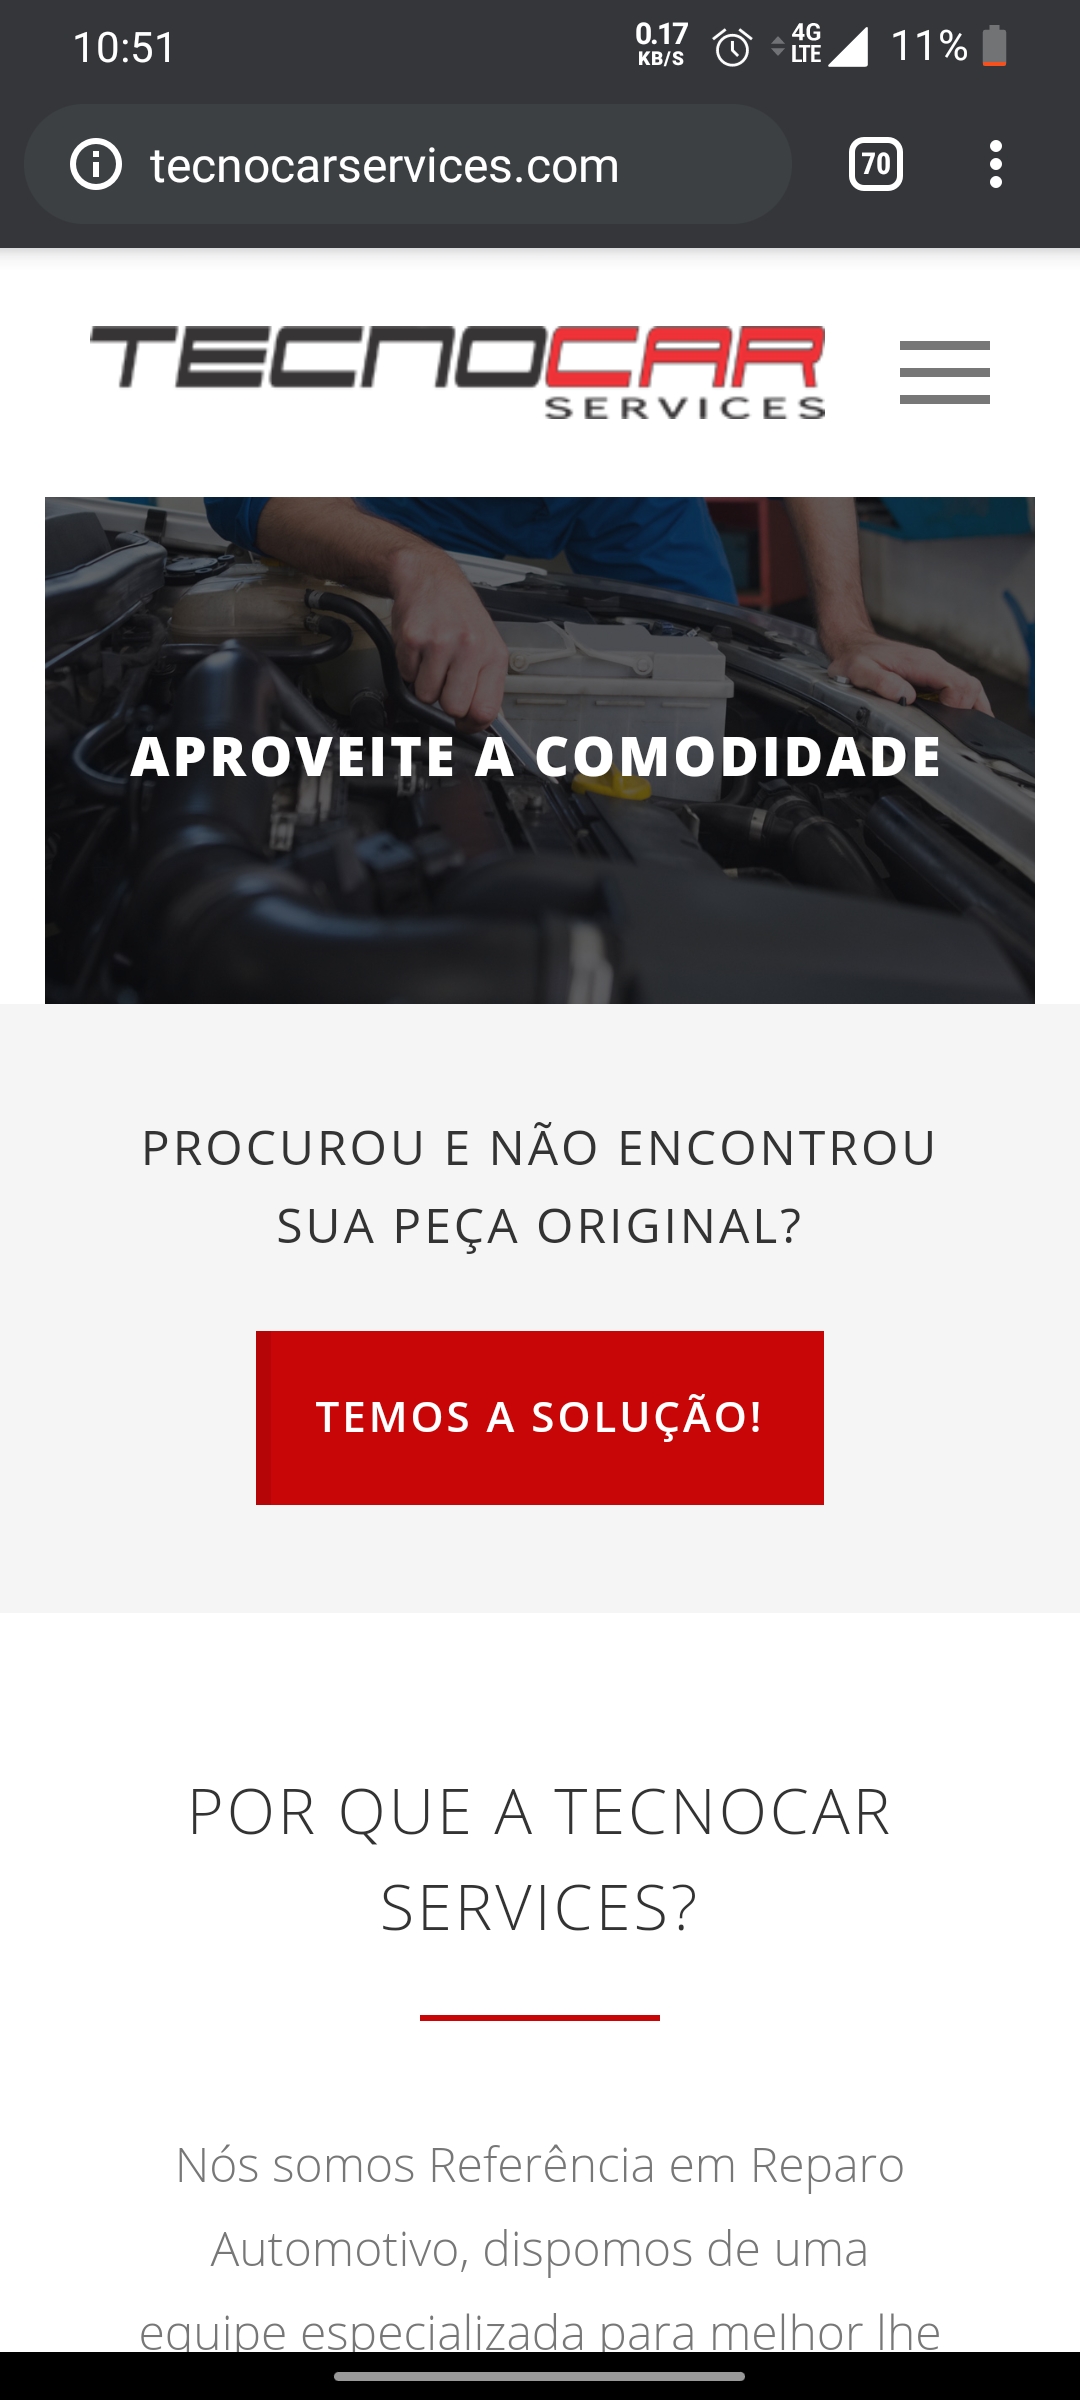 10:51
0.17
KB/S
4G
LTE
11%
tecnocarservices.com
70
TECNOCAR
SERVICES
APROVEITE A COMODIDADE
PROCUROU E NÃO ENCONTROU
SUA PEÇA ORIGINAL?
TEMOS A SOLUÇÃO!
POR QUE A TECNOCAR
SERVICES?
Nós somos Referência em Reparo
Automotivo, dispomos de uma
equipe especializada para melhor lhe